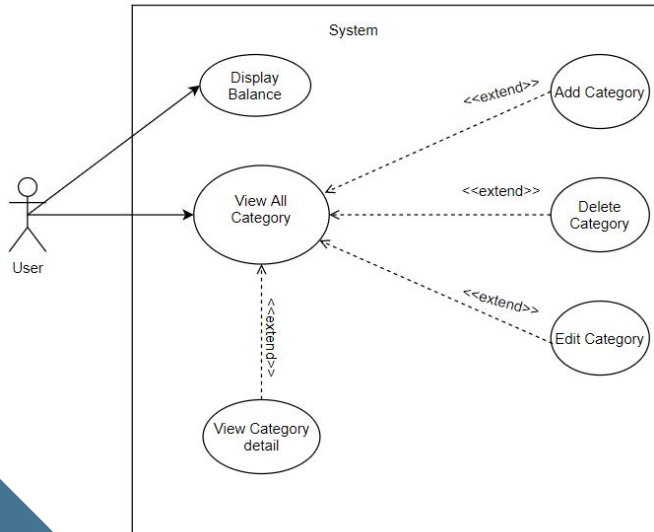 System
Display
Balance
<<extend>>
Add Category
View All
Category
<<extend>>
Delete
Category
User
<<extend>>
Edit Category
<<extend>>
View Category
detail